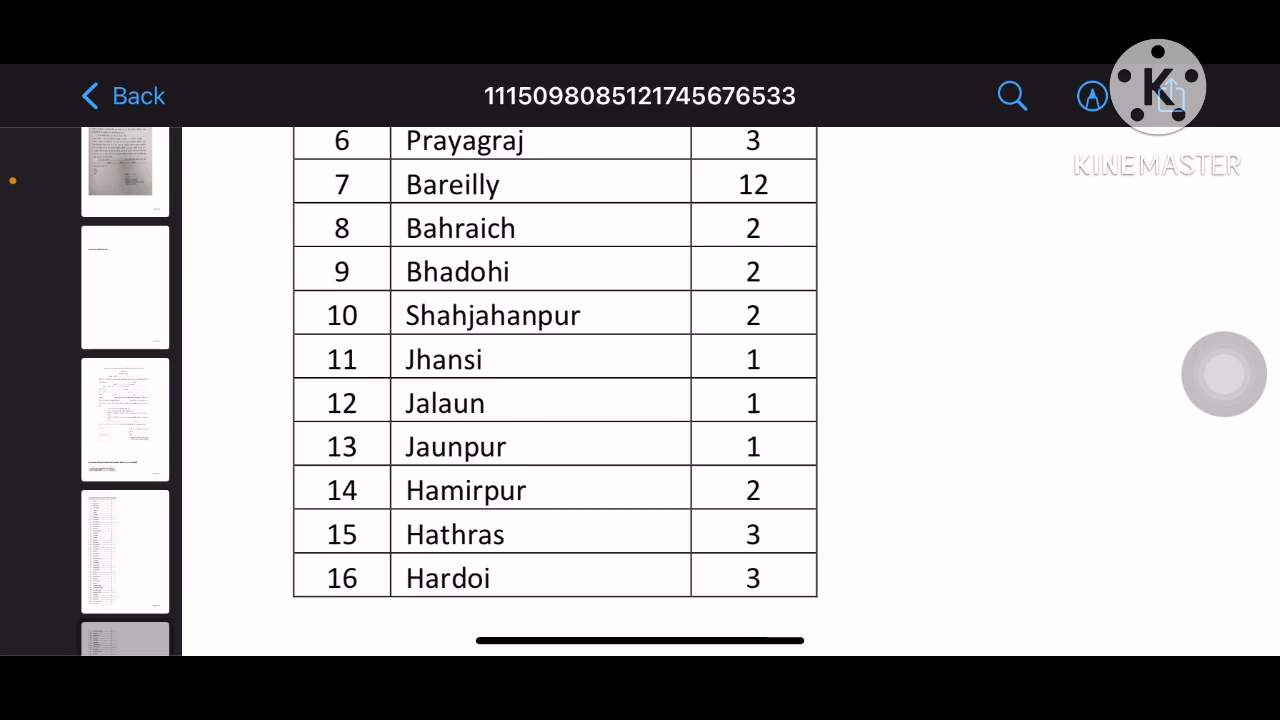 Back
1115098085121745676533
K
KINEMASTER
6 Prayagraj 3
7 Bareilly 12
8 Bahraich 2
9 Bhadohi 2
10 Shahjahanpur 2
11 Jhansi 1
12 Jalaun 1
13 Jaunpur 1
14 Hamirpur 2
15 Hathras 3
16 Hardoi 3